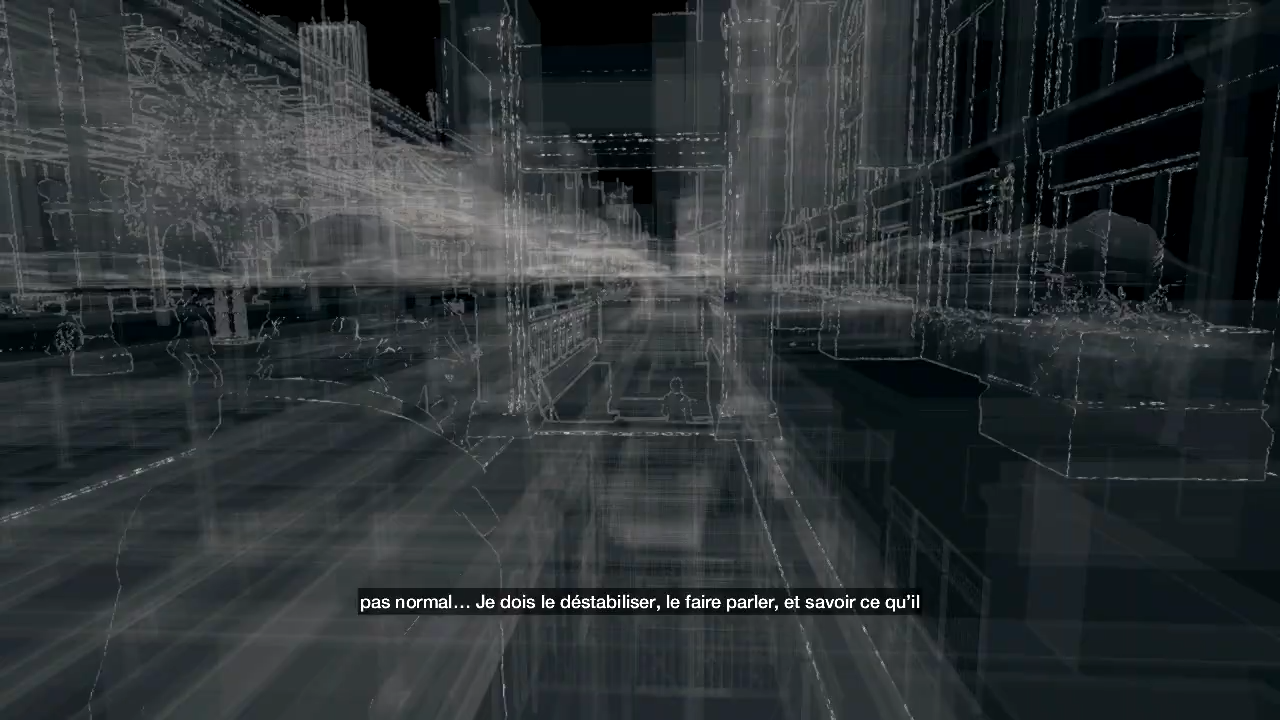 pas normal... Je dois le déstabiliser, le faire parler, et savoir ce qu'il